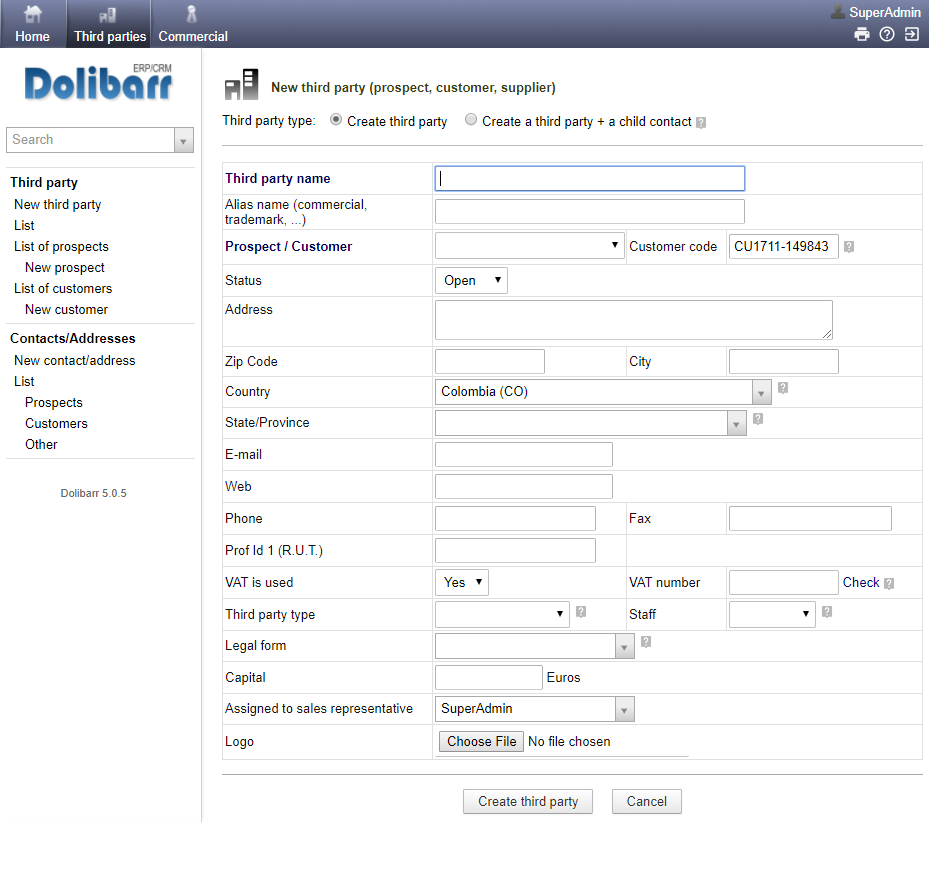 SuperAdmin
Home Third parties Commercial
ERP/CRM
Dolibarr
Search
Third party
New third party
List
List of prospects
New prospect
List of customers
New customer
Contacts/Addresses
New contact/address
List
Prospects
Customers
Other
Dolibarr 5.0.5
New third party (prospect, customer, supplier)
Third party type: Create third party Create a third party + a child contact ?
Third party name
Alias name (commercial,
trademark, ...)
Prospect / Customer Customer code CU1711-149843 ?
Status Open
Address
Zip Code City
Country Colombia (CO) ?
State/Province ?
E-mail
Web
Phone Fax
Prof Id 1 (R.U.T.)
VAT is used Yes VAT number Check ?
Third party type ? Staff ?
Legal form ?
Capital Euros
Assigned to sales representative SuperAdmin
Logo Choose File No file chosen
Create third party Cancel